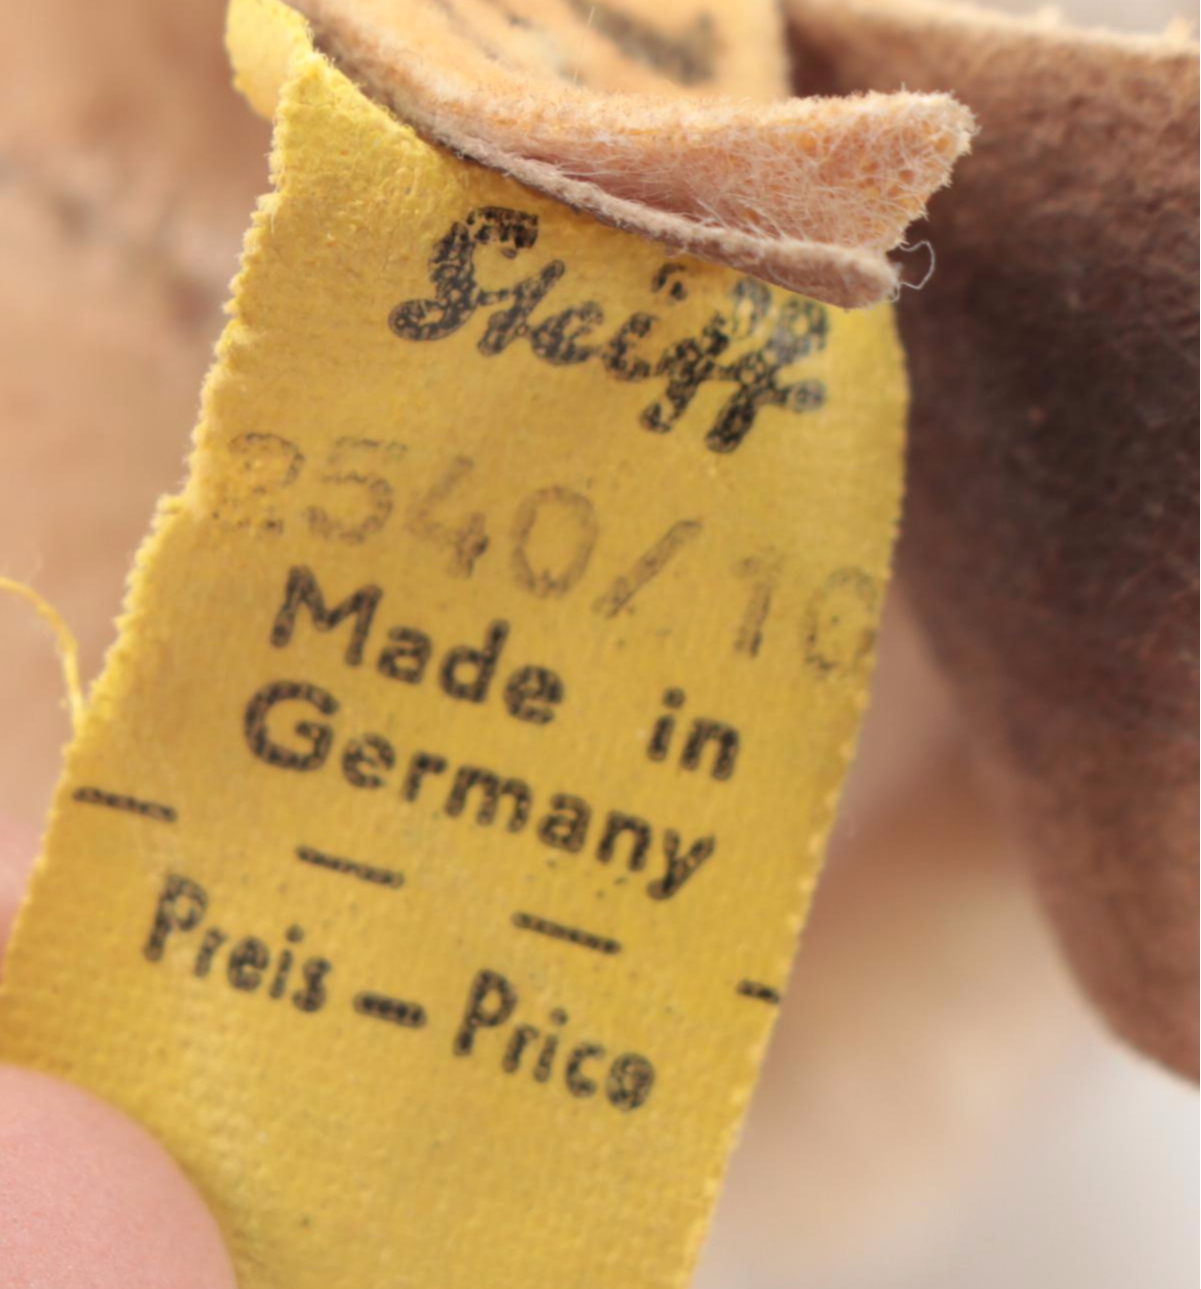 Steiff
2540/10
Made in
Germany
Preis — Price